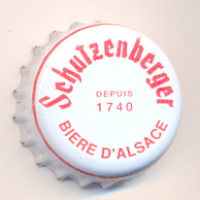 Schutzenberger
DEPUIS
1740
BIERE D'ALSACE